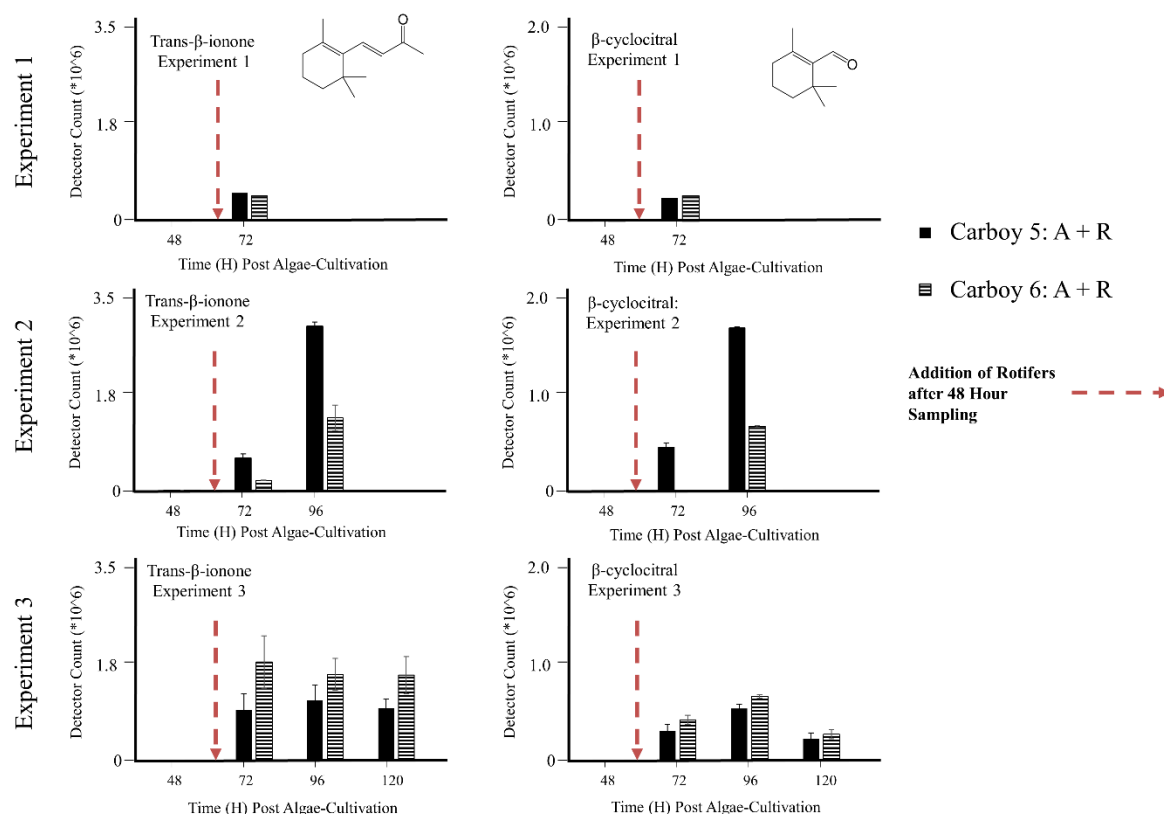 Experiment 1
Detector Count (*10^6)
3.5
1.8
0
Trans-β-ionone
Experiment 1
O
48
72
Time (H) Post Algae-Cultivation
Detector Count (*10^6)
2.0
1.0
0
β-cyclocitral
Experiment 1
O
48
72
Time (H) Post Algae-Cultivation
Experiment 2
Detector Count (*10^6)
3.5
1.8
0
Trans-β-ionone
Experiment 2
48
72
96
Time (H) Post Algae-Cultivation
Detector Count (*10^6)
2.0
1.0
0
β-cyclocitral:
Experiment 2
48
72
96
Time (H) Post Algae-Cultivation
Experiment 3
Detector Count (*10^6)
3.5
1.8
0
Trans-β-ionone
Experiment 3
48
72
96
120
Time (H) Post Algae-Cultivation
Detector Count (*10^6)
2.0
1.0
0
β-cyclocitral
Experiment 3
48
72
96
120
Time (H) Post Algae-Cultivation
Carboy 5: A + R
Carboy 6: A + R
Addition of Rotifers
after 48 Hour
Sampling